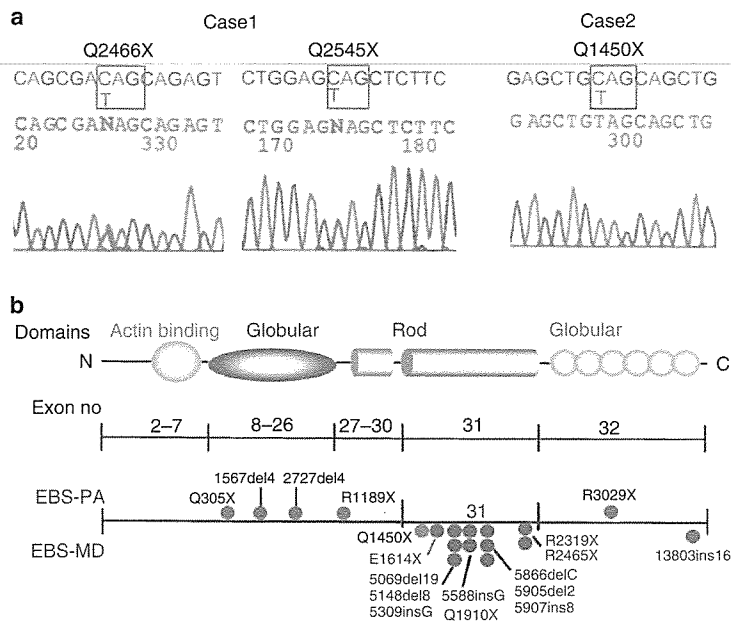 a
Case1
Case2
Q2466X
Q2545X
Q1450X
CAGCGACAGCAGAGT
CTGGAGCAGCTCTTC
GAGCTGCAGCAGCTG
T
T
T
CAGCGANAGCAGAGT
CTGGAGNAGCTCTTC
GAGCTGTAGCAGCTG
20
330
170
180
300
b
Domains
Actin binding
Globular
Rod
Globular
N
C
Exon no
2–7
8–26
27–30
31
32
1567del4
2727del4
EBS-PA
Q305X
R1189X
31
R3029X
EBS-MD
Q1450X
R2319X
E1614X
R2465X
13803ins16
5069del19
5148del8
5309insG
5588insG
Q1910X
5866delC
5905del2
5907ins8